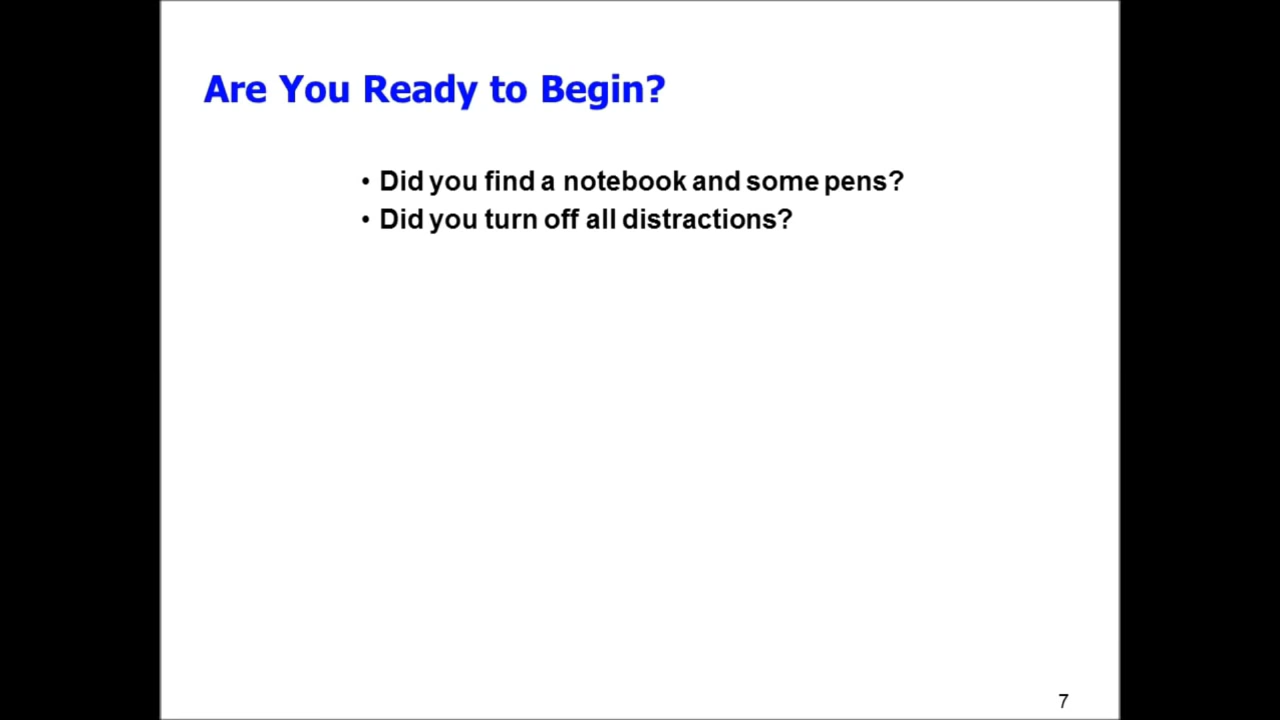 Are You Ready to Begin?
• Did you find a notebook and some pens?
• Did you turn off all distractions?
7